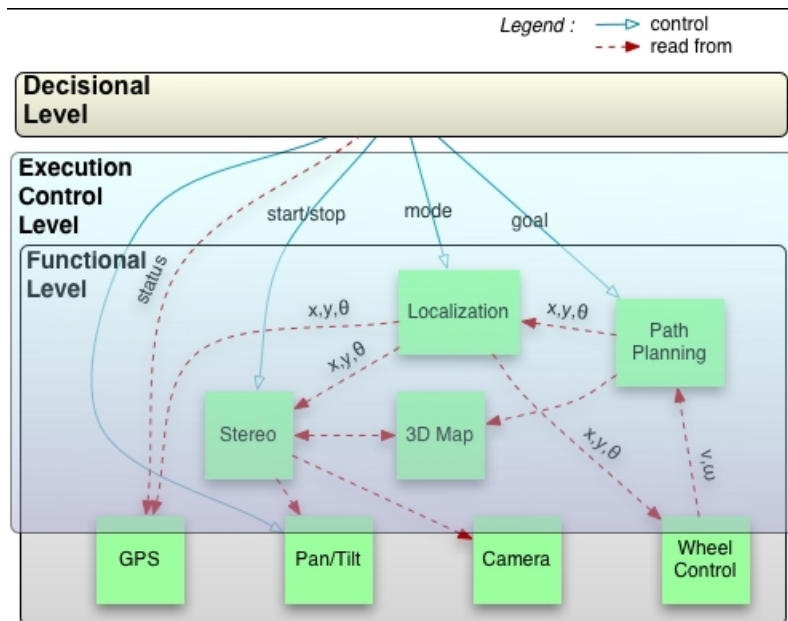 Legend :
control
read from
Decisional
Level
Execution
Control
Level
start/stop
mode
goal
Functional
Level
status
x,y,θ
Localization
x,y,θ
Path
Planning
x,y,θ
Stereo
3D Map
x,y,θ
v,ω
GPS
Pan/Tilt
Camera
Wheel
Control